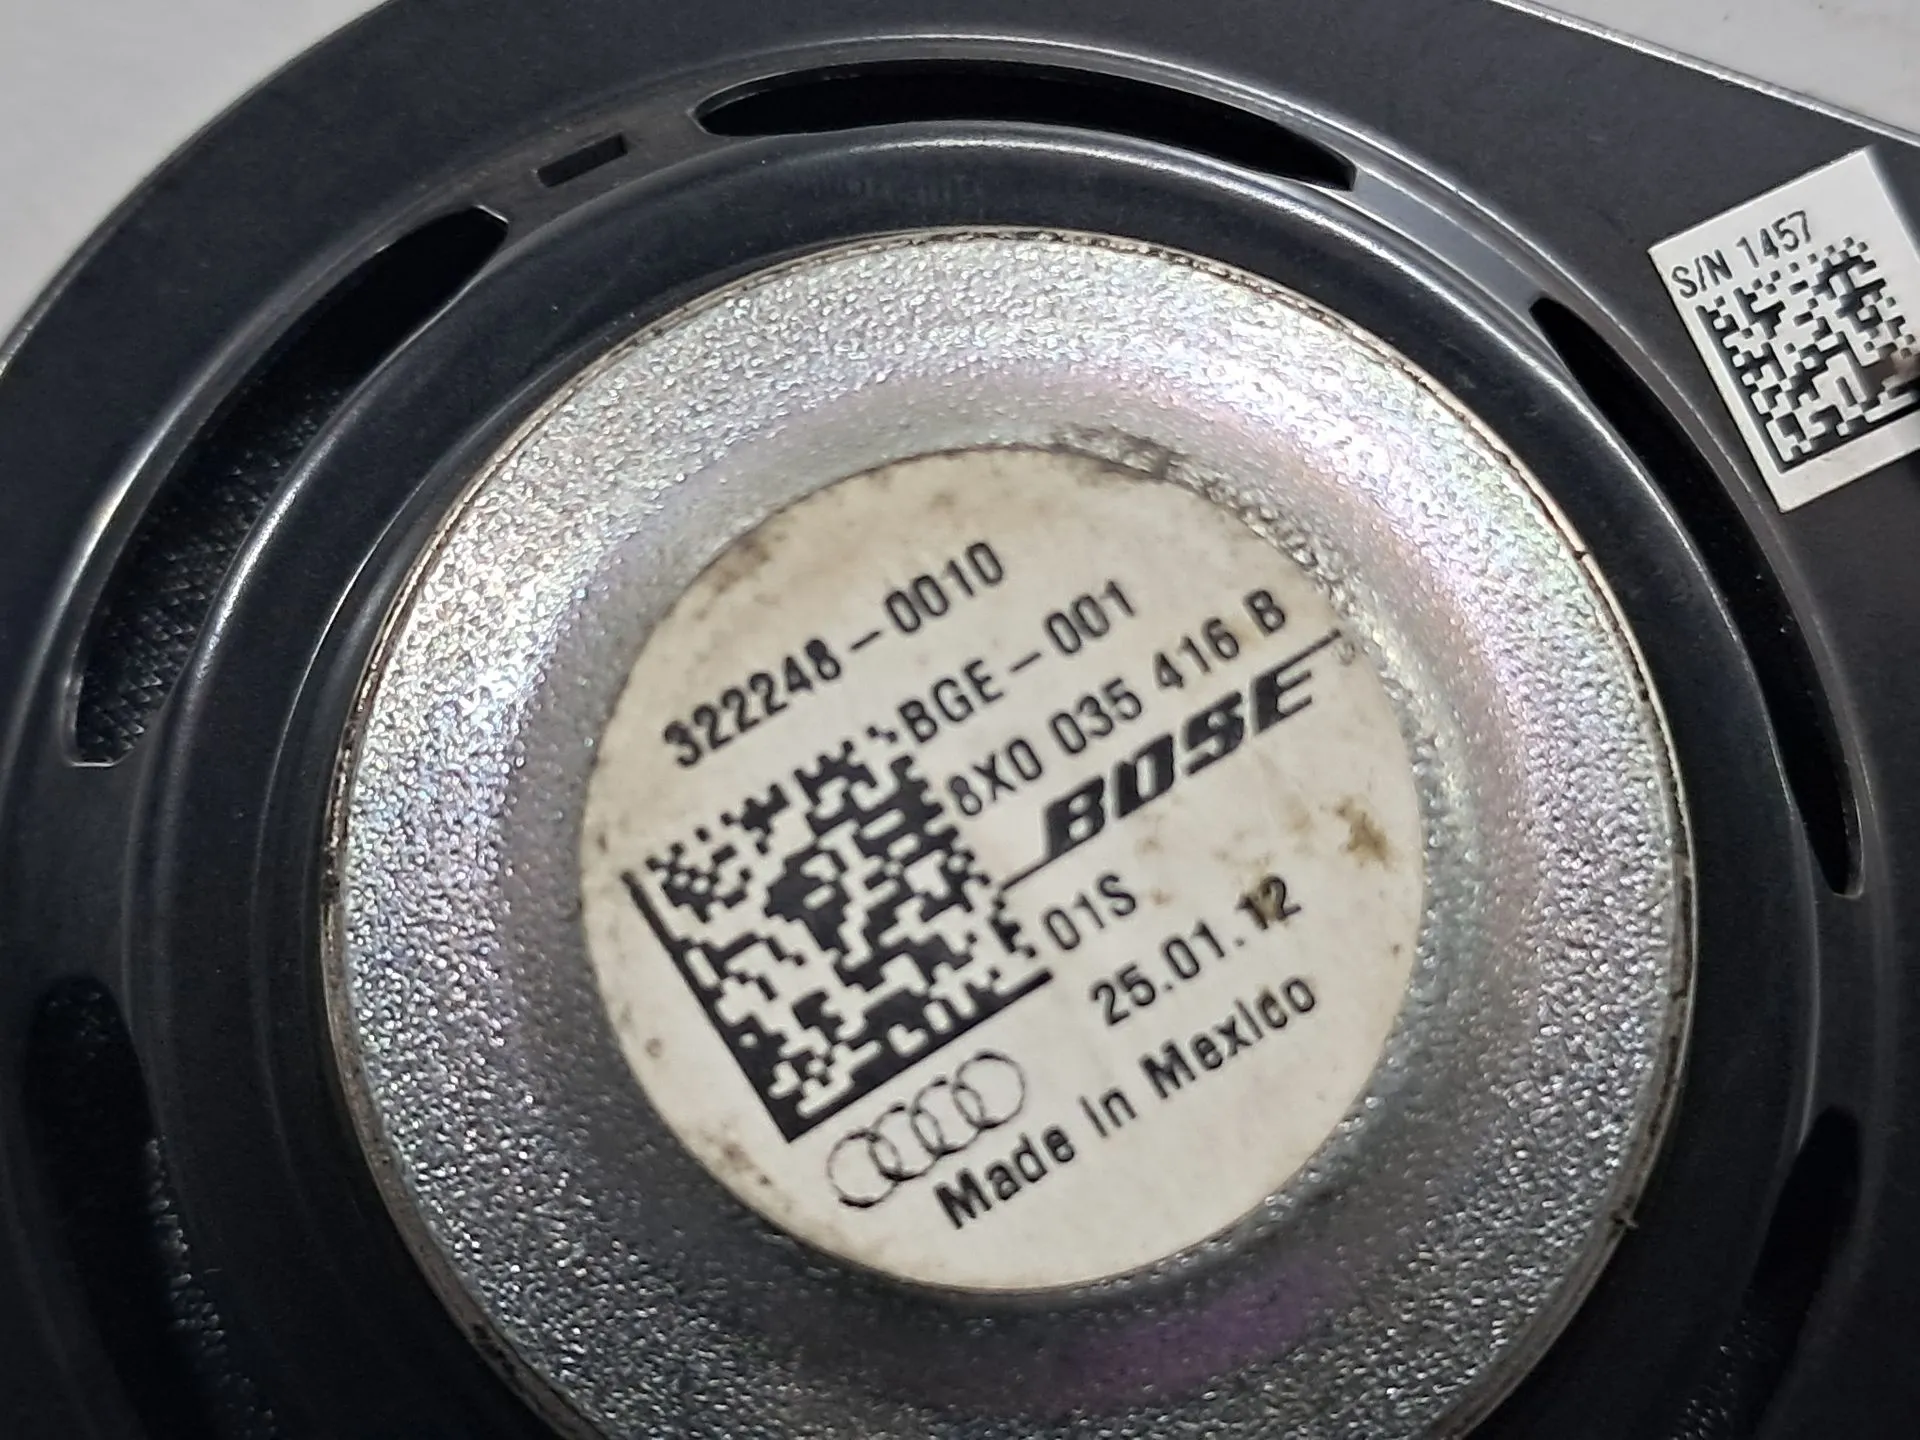 S/N 1457
322248-0010
BGE-001
8X0 035 416 B
BOSE
01S
25.01.12
Made in Mexico